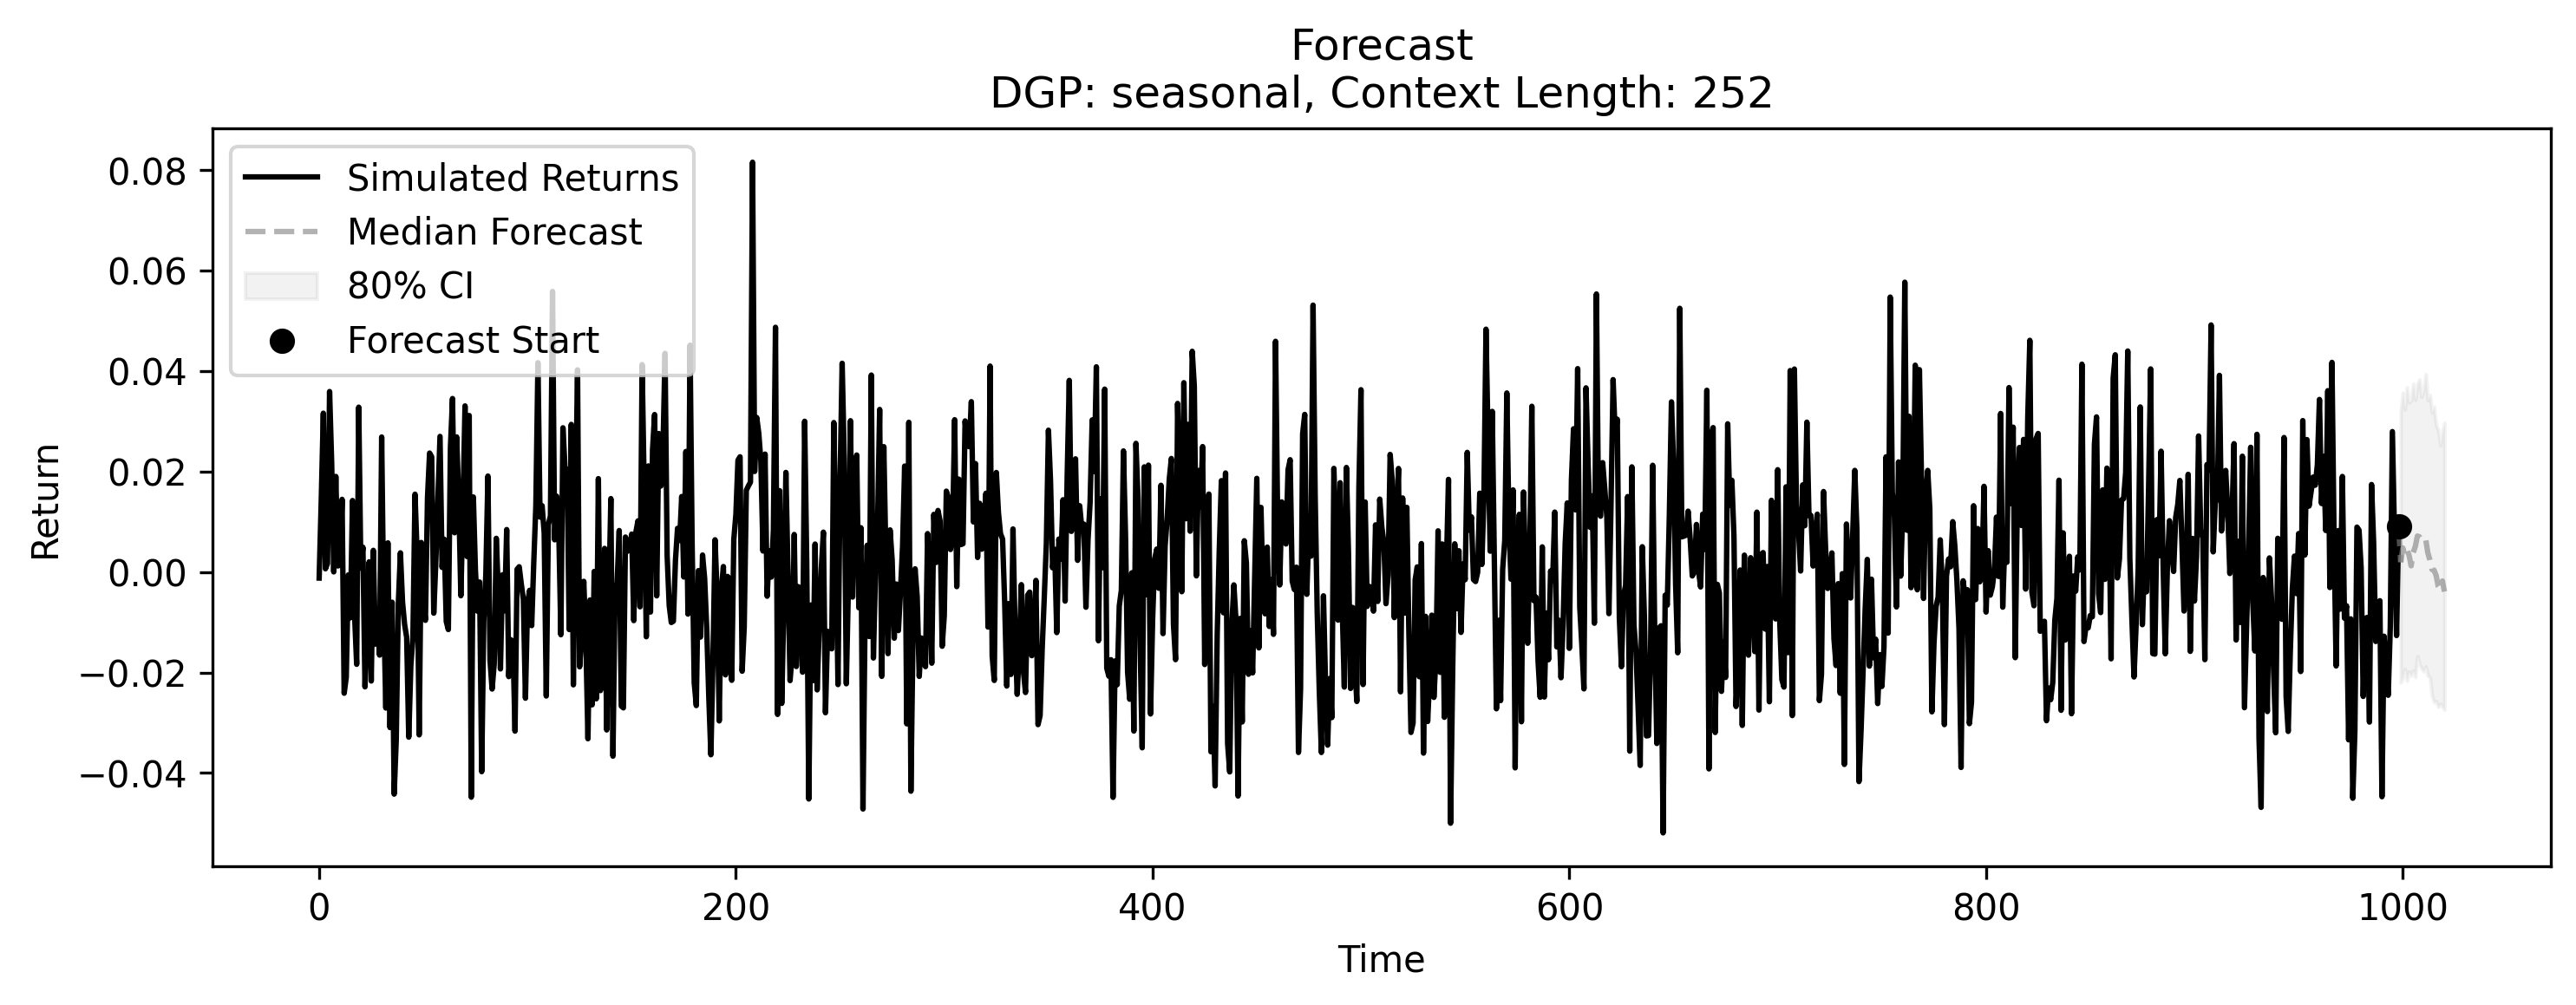 Forecast
DGP: seasonal, Context Length: 252
Simulated Returns
Median Forecast
80% CI
Forecast Start
0.08
0.06
0.04
0.02
0.00
−0.02
−0.04
Return
0
200
400
600
800
1000
Time